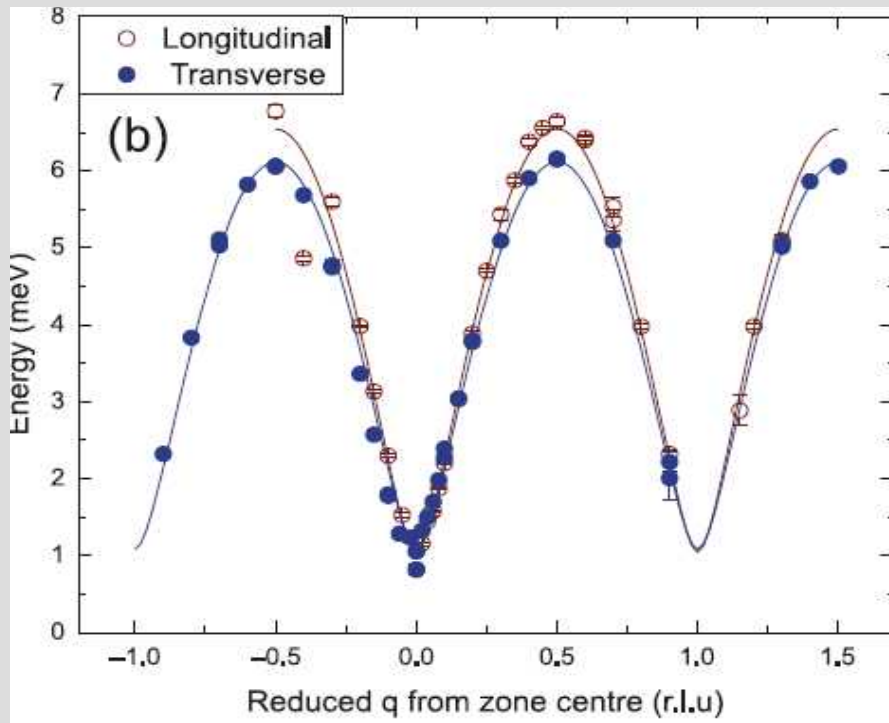 Longitudinal
Transverse
(b)
8
7
6
5
4
3
2
1
0
Energy (meV)
–1.0 –0.5 0.0 0.5 1.0 1.5
Reduced q from zone centre (r.l.u)